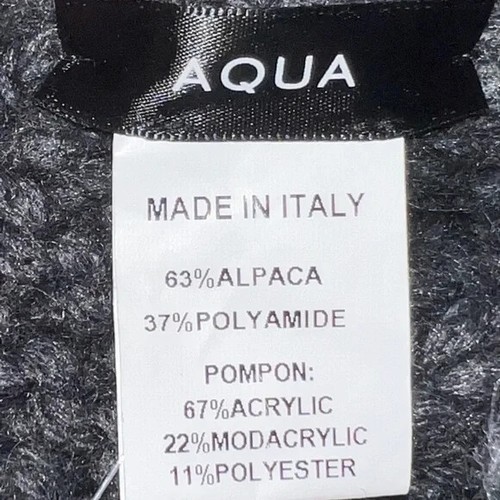 AQUA
MADE IN ITALY
63%ALPACA
37%POLYAMIDE
POMPON:
67%ACRYLIC
22%MODACRYLIC
11%POLYESTER